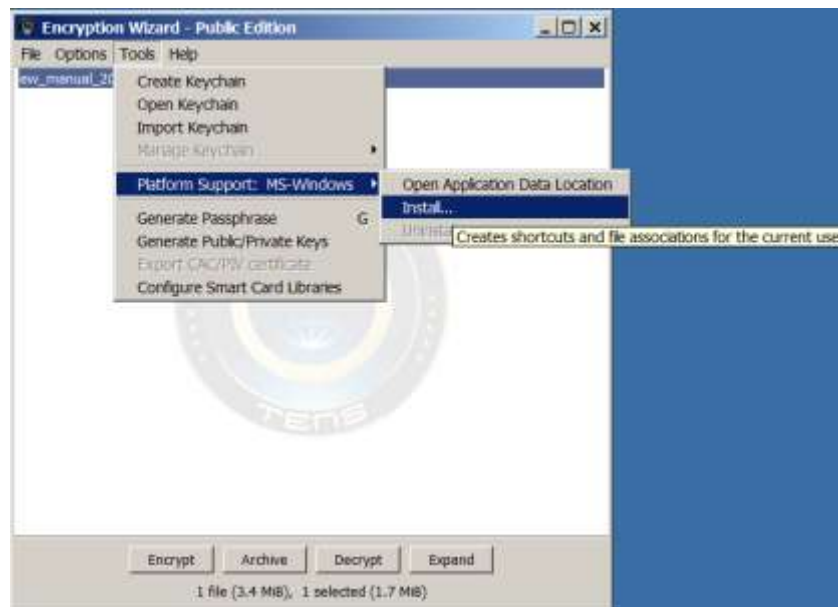 Encryption Wizard - Public Edition
File Options Tools Help
ew_manual_20
Create Keychain
Open Keychain
Import Keychain
Manage Keychain
Platform Support: MS-Windows
Open Application Data Location
Install...
Creates shortcuts and file associations for the current use
Generate Passphrase G
Generate Public/Private Keys
Export CAC/PIV certificate
Configure Smart Card Libraries
TENS
Encrypt Archive Decrypt Expand
1 file (3.4 MiB), 1 selected (1.7 MiB)